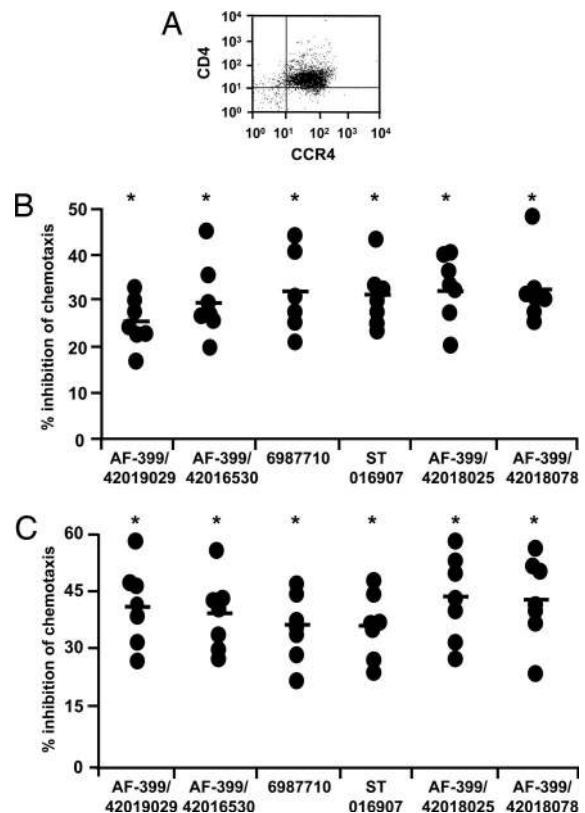 A
CD4
10⁴
10³
10²
10¹
10⁰
10⁰ 10¹ 10² 10³ 10⁴
CCR4
B
* * * * * *
% inhibition of chemotaxis
50
40
30
20
10
0
AF-399/ AF-399/ 6987710 ST AF-399/ AF-399/
42019029 42016530 016907 42018025 42018078
C
* * * * * *
% inhibition of chemotaxis
60
45
30
15
0
AF-399/ AF-399/ 6987710 ST AF-399/ AF-399/
42019029 42016530 016907 42018025 42018078